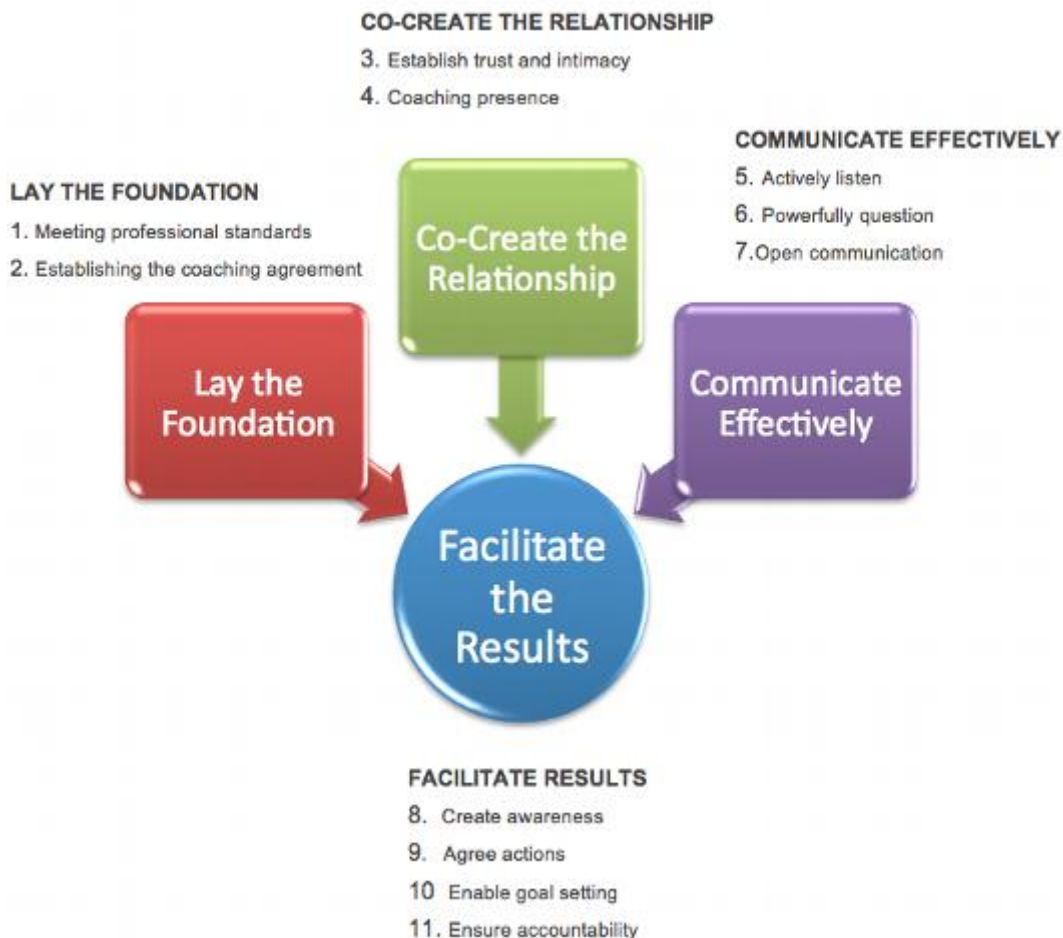 CO-CREATE THE RELATIONSHIP
3. Establish trust and intimacy
4. Coaching presence
COMMUNICATE EFFECTIVELY
5. Actively listen
6. Powerfully question
7.Open communication
LAY THE FOUNDATION
1. Meeting professional standards
2. Establishing the coaching agreement
Co-Create the
Relationship
Lay the
Foundation
Communicate
Effectively
Facilitate
the
Results
FACILITATE RESULTS
8. Create awareness
9. Agree actions
10 Enable goal setting
11. Ensure accountability